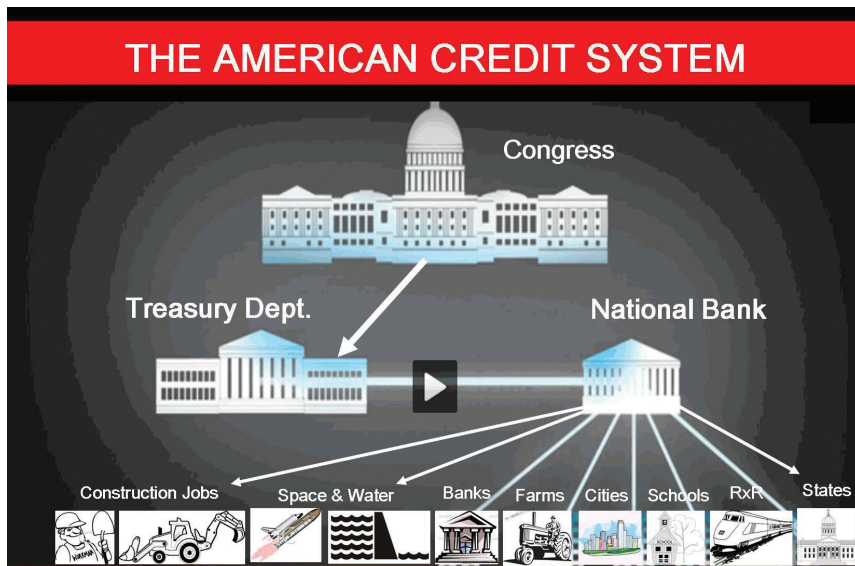 THE AMERICAN CREDIT SYSTEM
Congress
Treasury Dept.
National Bank
Construction Jobs
Space & Water
Banks
Farms
Cities
Schools
RxR
States